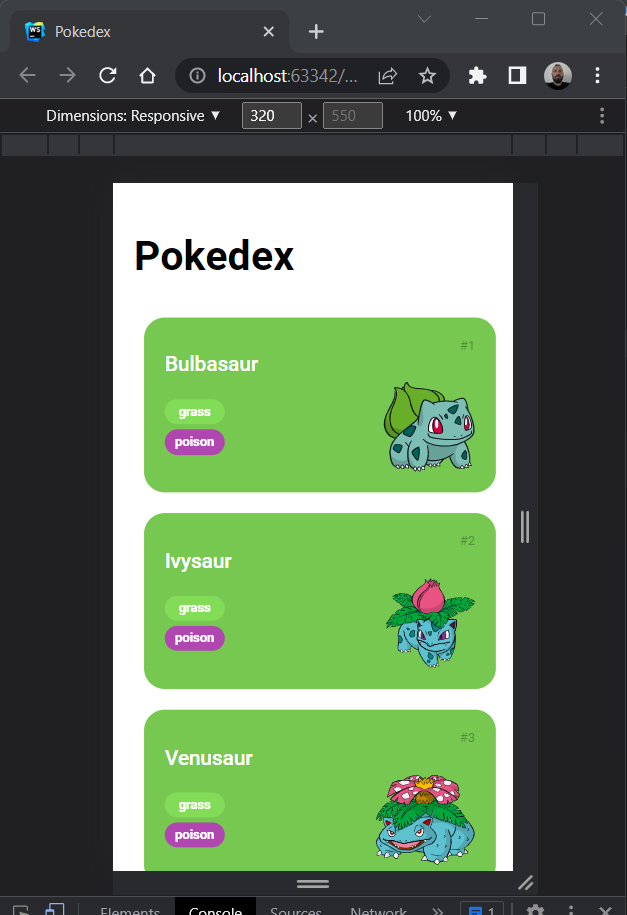 WS Pokedex
localhost:63342/...
Dimensions: Responsive ▼ 320 × 550 100% ▼
Pokedex
#1
Bulbasaur
grass
poison
#2
Ivysaur
grass
poison
#3
Venusaur
grass
poison
Elements Console Sources Network » 1